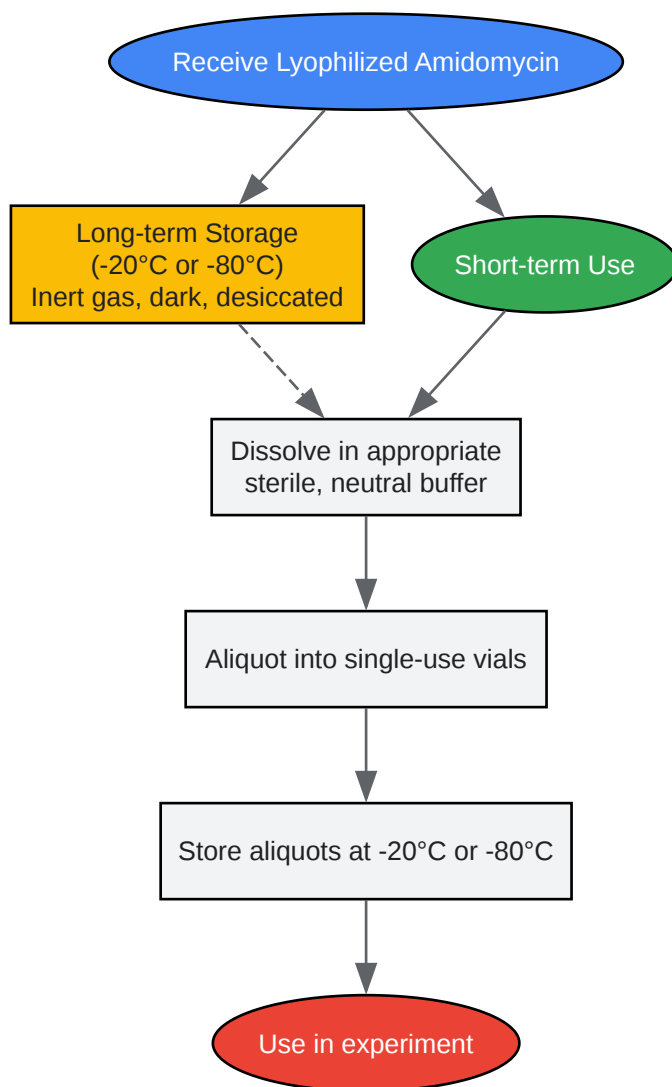 Receive Lyophilized Amidomycin
Long-term Storage
(-20°C or -80°C)
Inert gas, dark, desiccated
Short-term Use
Dissolve in appropriate
sterile, neutral buffer
Aliquot into single-use vials
Store aliquots at -20°C or -80°C
Use in experiment